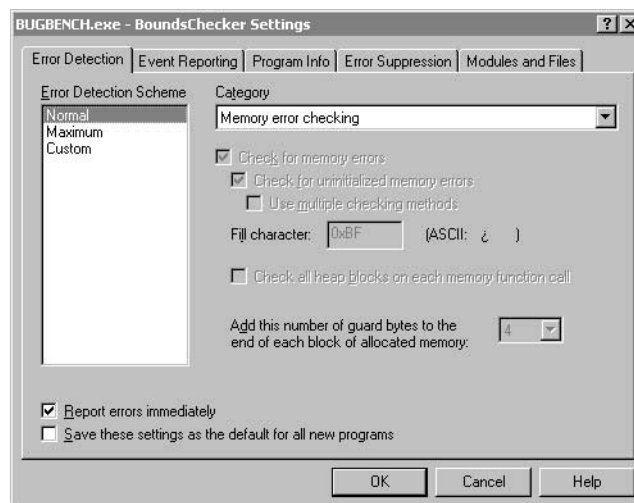 BUGBENCH.exe - BoundsChecker Settings
Error Detection Event Reporting Program Info Error Suppression Modules and Files
Error Detection Scheme
Normal
Maximum
Custom
Category
Memory error checking
Check for memory errors
Check for uninitialized memory errors
Use multiple checking methods
Fill character: 0xBF (ASCII: ¿ )
Check all heap blocks on each memory function call
Add this number of guard bytes to the
end of each block of allocated memory:
4
Report errors immediately
Save these settings as the default for all new programs
OK Cancel Help